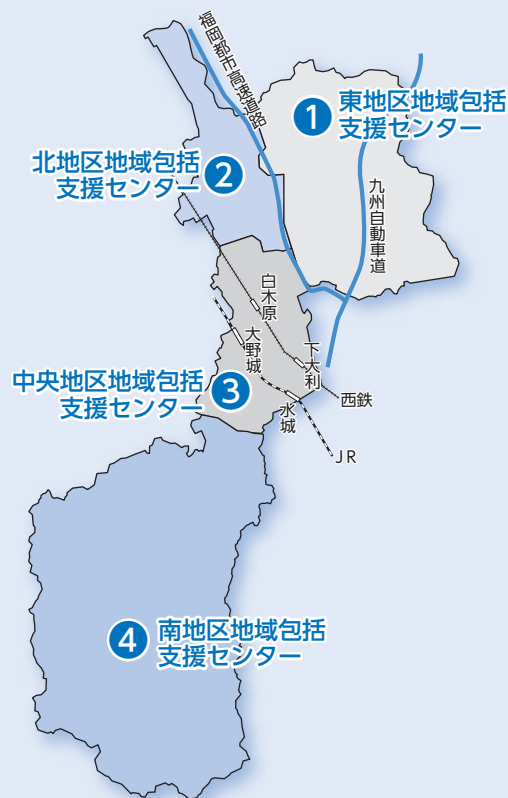 福岡都市高速道路
1
東地区地域包括
支援センター
北地区地域包括
支援センター
2
九州自動車道
白木原
大野城
下大利
中央地区地域包括
支援センター
3
西鉄
水城
JR
4
南地区地域包括
支援センター